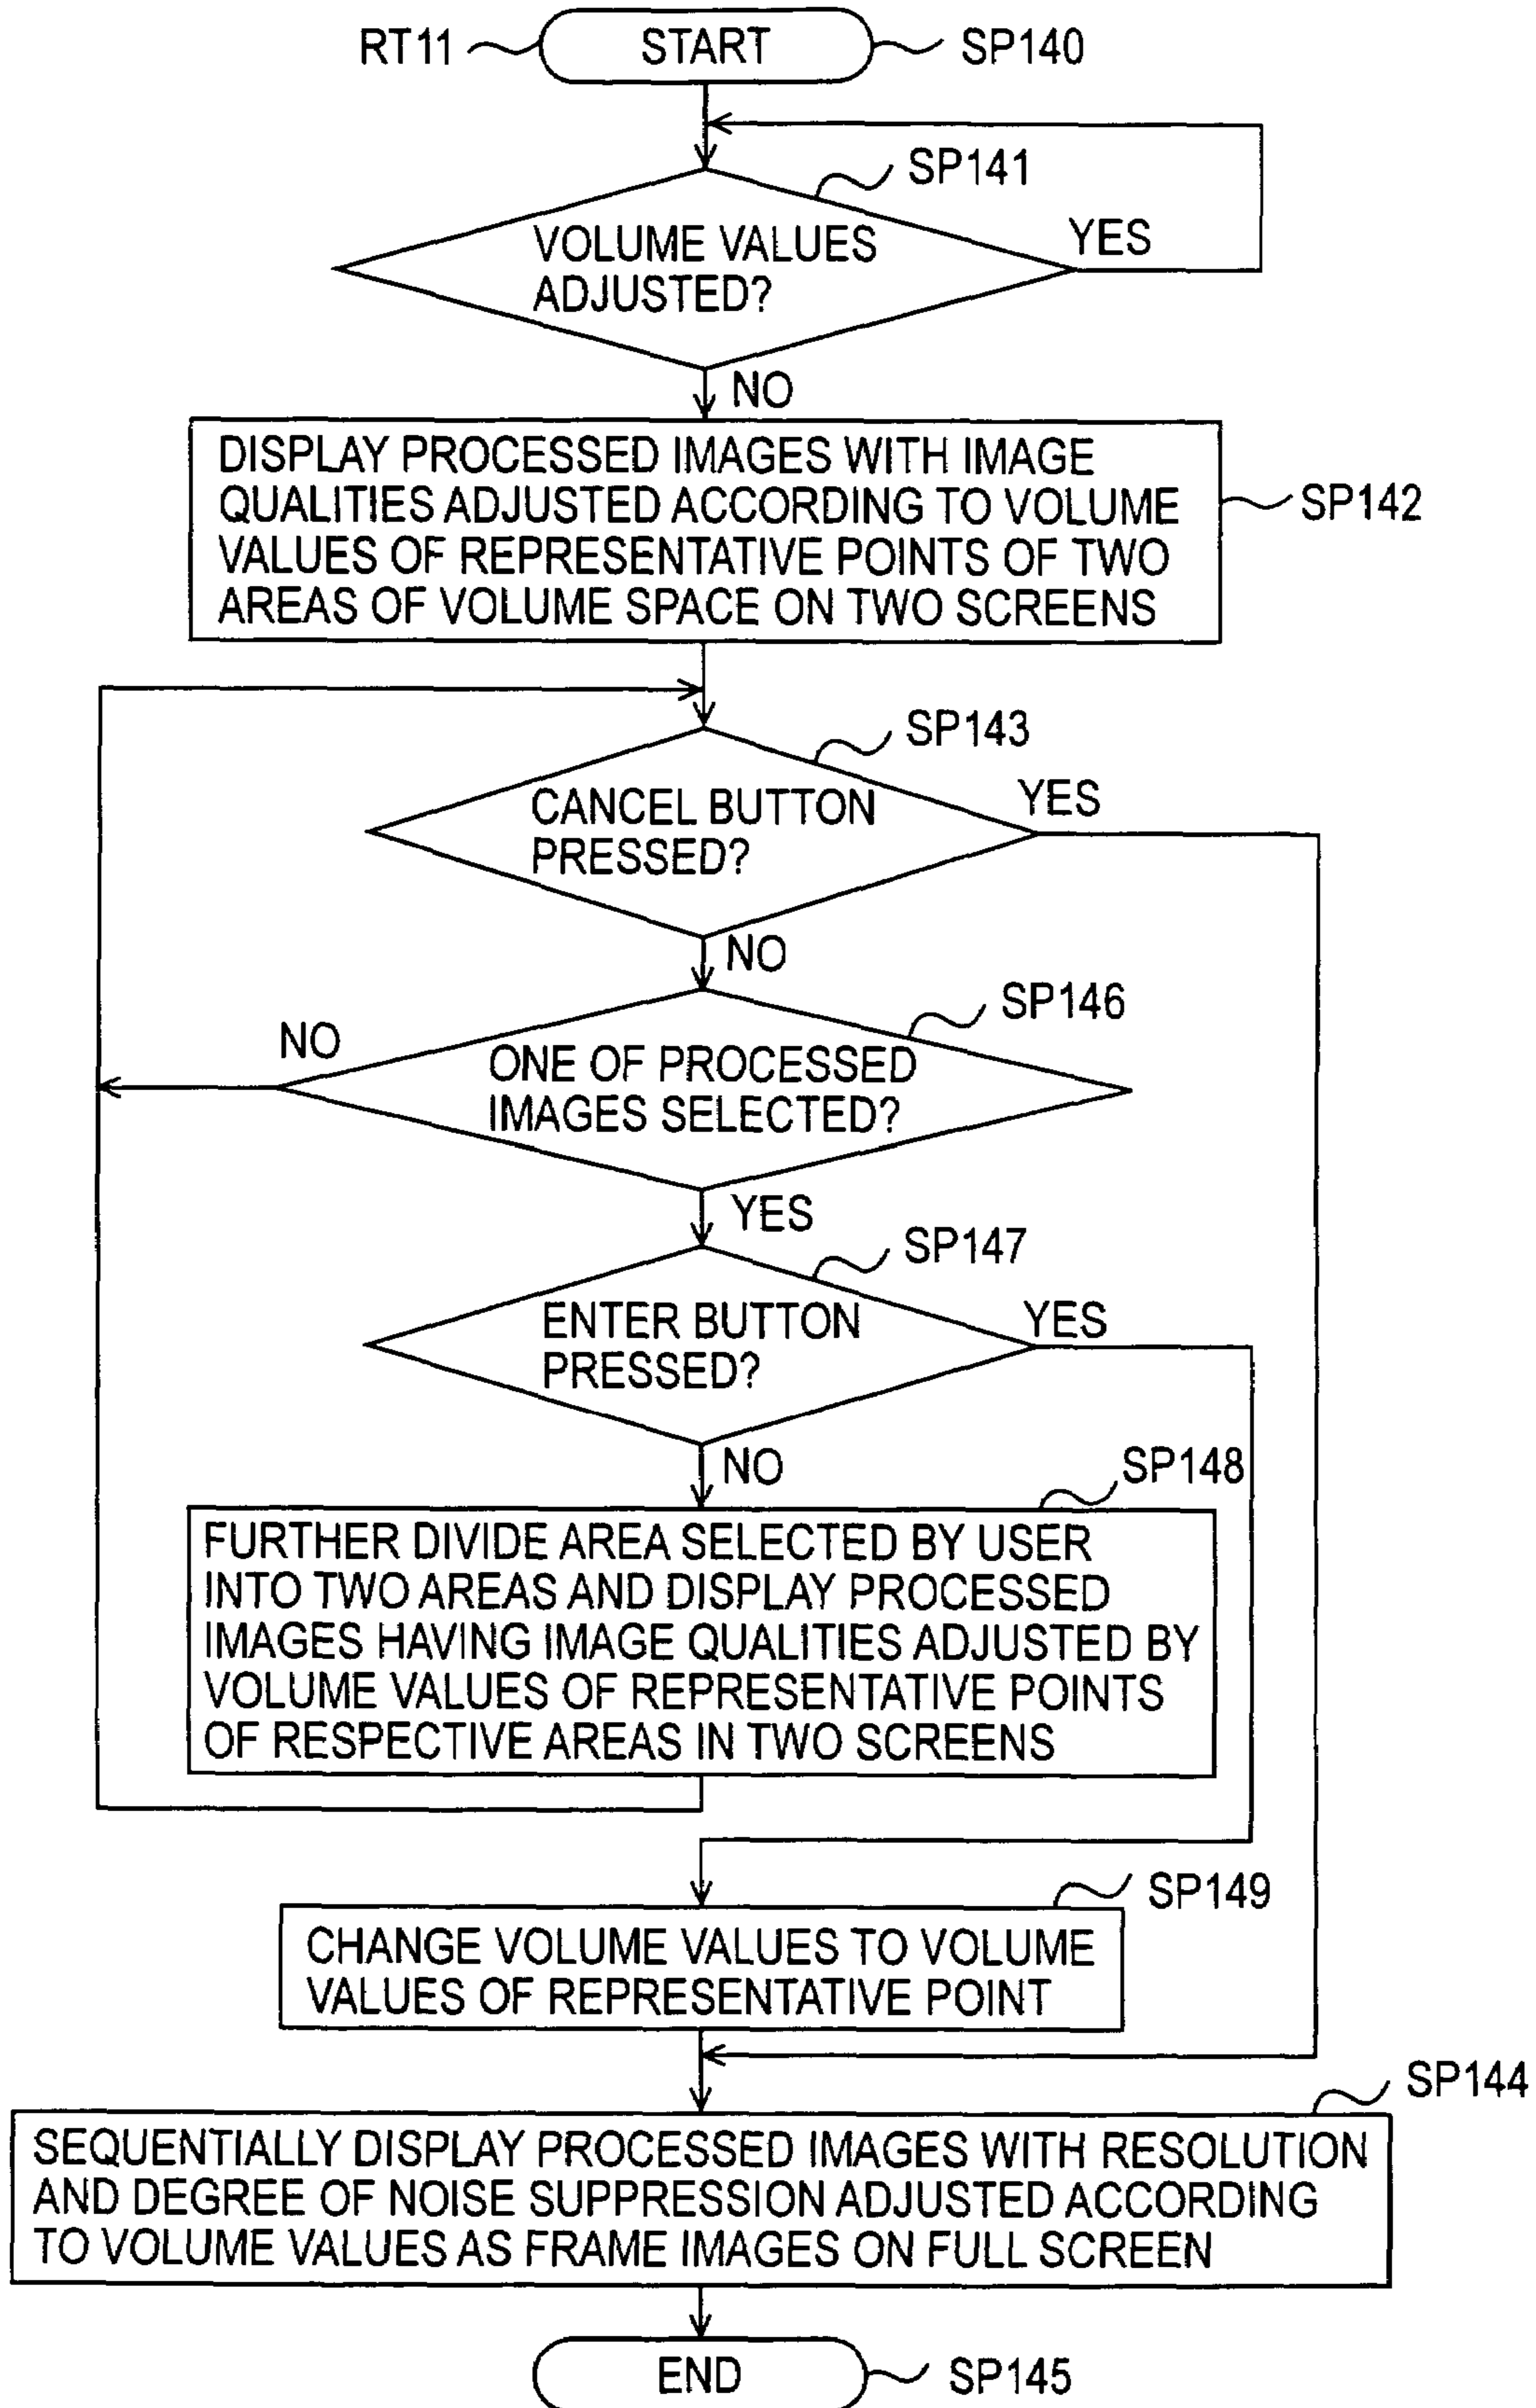 RT11
START
SP140
SP141
VOLUME VALUES
ADJUSTED?
YES
NO
DISPLAY PROCESSED IMAGES WITH IMAGE
QUALITIES ADJUSTED ACCORDING TO VOLUME
VALUES OF REPRESENTATIVE POINTS OF TWO
AREAS OF VOLUME SPACE ON TWO SCREENS
SP142
SP143
CANCEL BUTTON
PRESSED?
YES
NO
SP146
NO
ONE OF PROCESSED
IMAGES SELECTED?
YES
SP147
ENTER BUTTON
PRESSED?
YES
NO
SP148
FURTHER DIVIDE AREA SELECTED BY USER
INTO TWO AREAS AND DISPLAY PROCESSED
IMAGES HAVING IMAGE QUALITIES ADJUSTED BY
VOLUME VALUES OF REPRESENTATIVE POINTS
OF RESPECTIVE AREAS IN TWO SCREENS
SP149
CHANGE VOLUME VALUES TO VOLUME
VALUES OF REPRESENTATIVE POINT
SP144
SEQUENTIALLY DISPLAY PROCESSED IMAGES WITH RESOLUTION
AND DEGREE OF NOISE SUPPRESSION ADJUSTED ACCORDING
TO VOLUME VALUES AS FRAME IMAGES ON FULL SCREEN
END
SP145